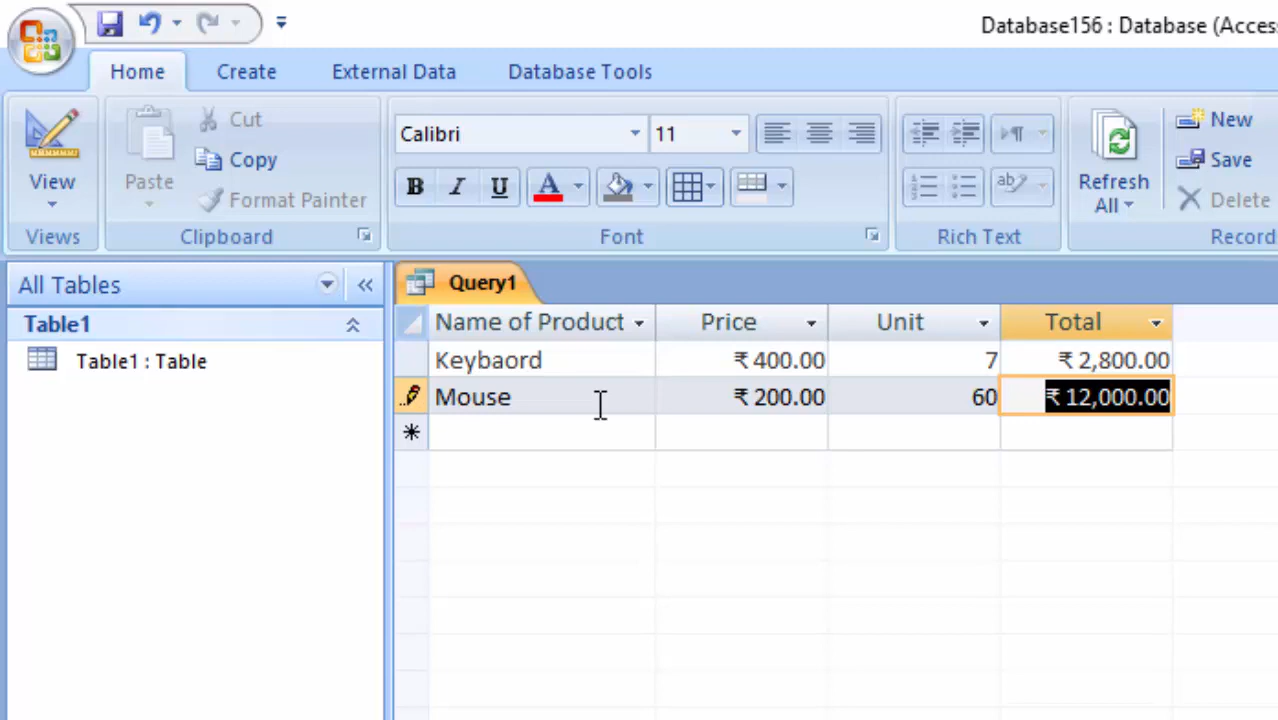 Database156 : Database (Acces
Home Create External Data Database Tools
View
Views
Paste
Cut
Copy
Format Painter
Clipboard
Calibri 11
B I U A
Font
ab
Rich Text
Refresh
All
New
Save
Delete
Record
All Tables «
Table1
Table1 : Table
Query1
Name of Product Price Unit Total
Keybaord ₹ 400.00 7 ₹ 2,800.00
Mouse ₹ 200.00 60 ₹ 12,000.00